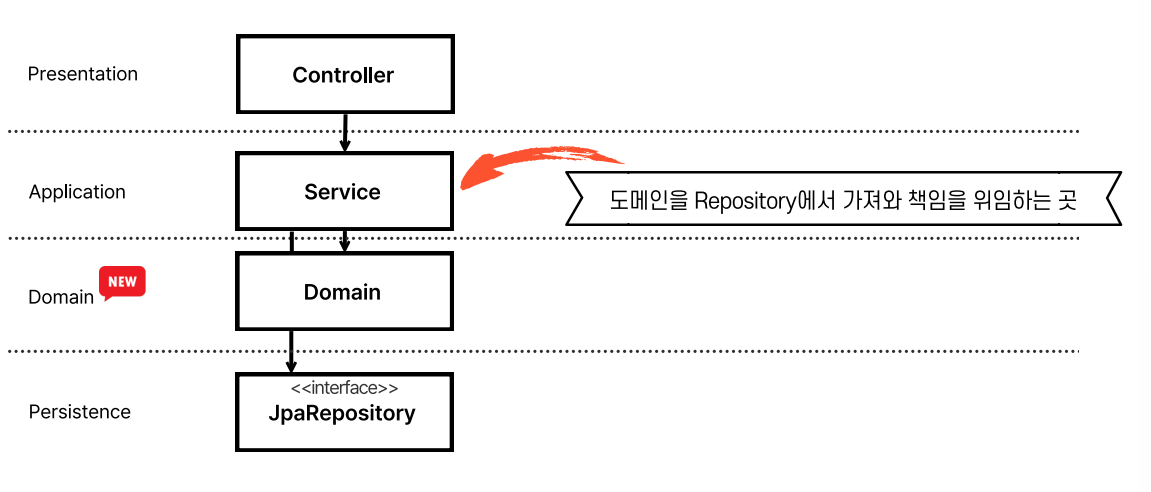 Presentation
Controller
Application
Service
도메인을 Repository에서 가져와 책임을 위임하는 곳
Domain
NEW
Domain
Persistence
<<interface>>
JpaRepository